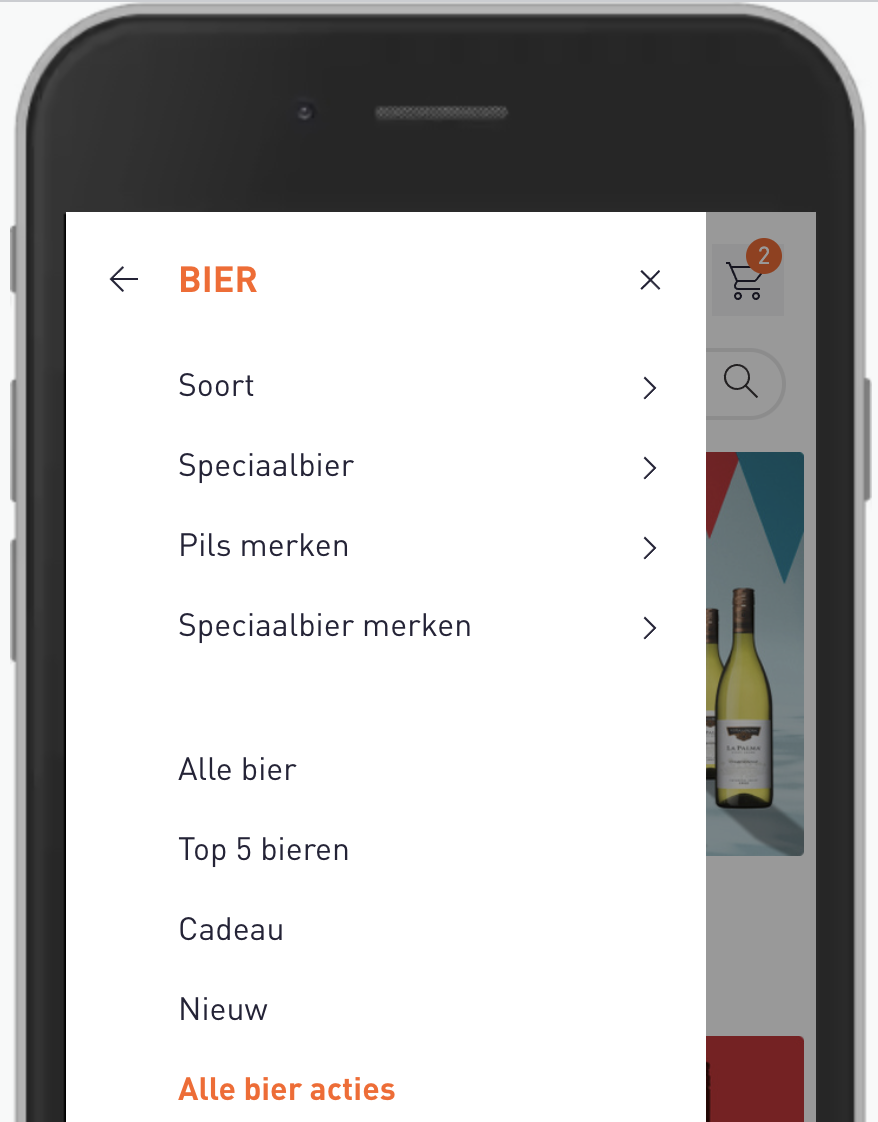 BIER
2
Soort
Speciaalbier
Pils merken
Speciaalbier merken
LA PALMA
Alle bier
Top 5 bieren
Cadeau
Nieuw
Alle bier acties